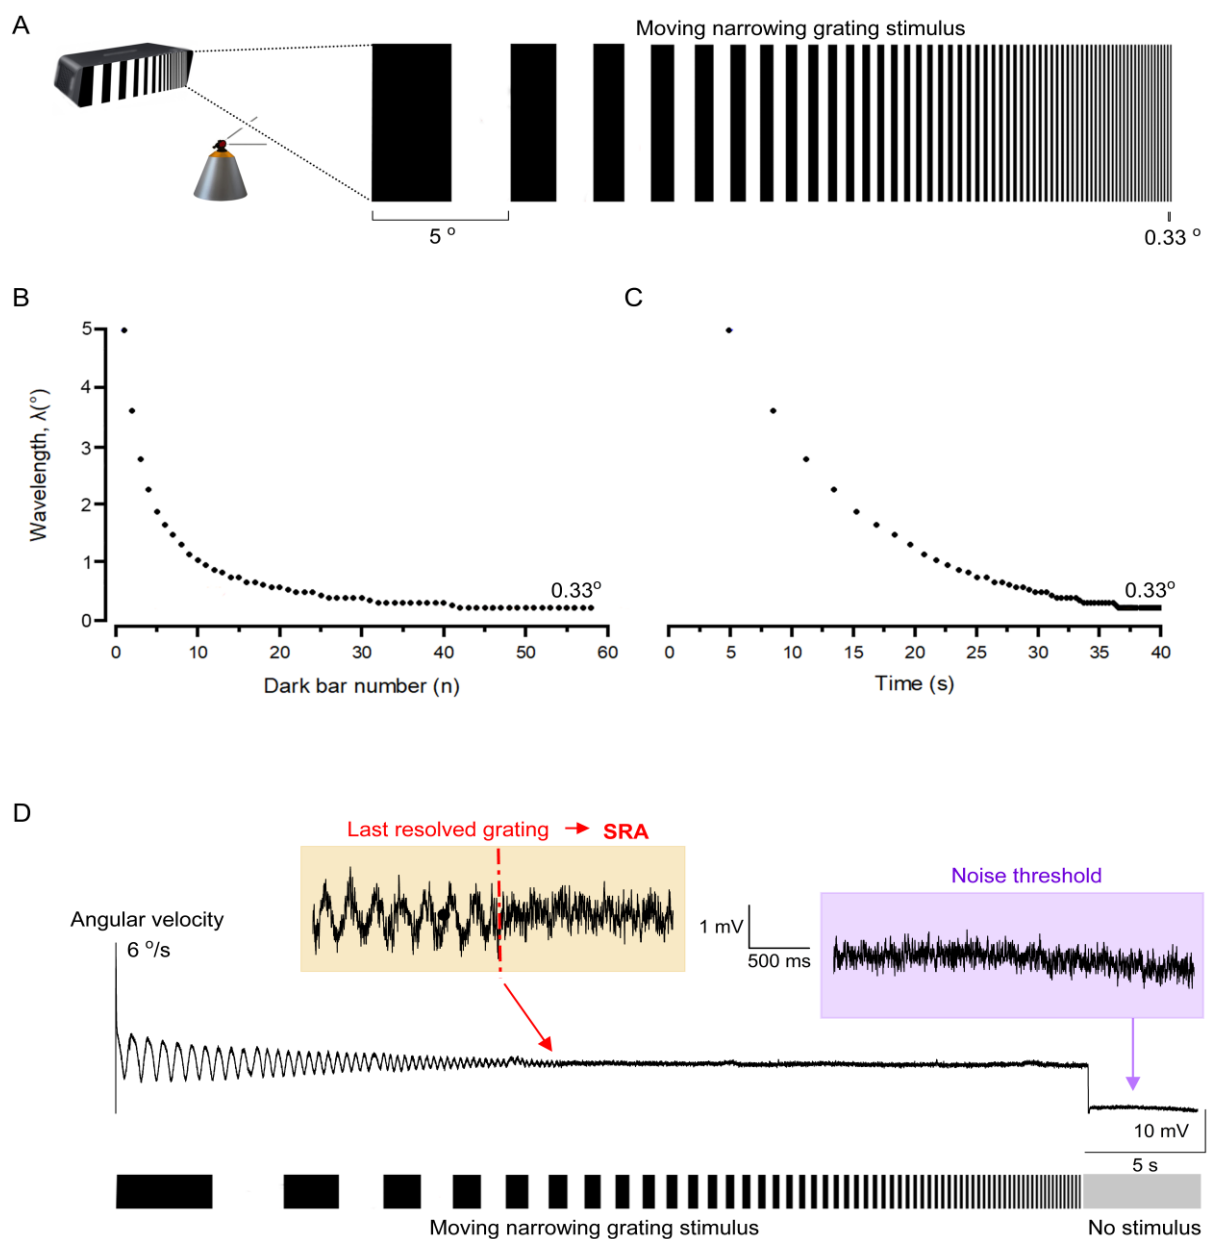 A
Moving narrowing grating stimulus
5 °
0.33 °
B
Wavelength, λ(°)
5
4
3
2
1
0
0.33°
0 10 20 30 40 50 60
Dark bar number (n)
C
0.33°
0 5 10 15 20 25 30 35 40
Time (s)
D
Last resolved grating → SRA
Noise threshold
Angular velocity
6 °/s
1 mV
500 ms
10 mV
5 s
Moving narrowing grating stimulus
No stimulus